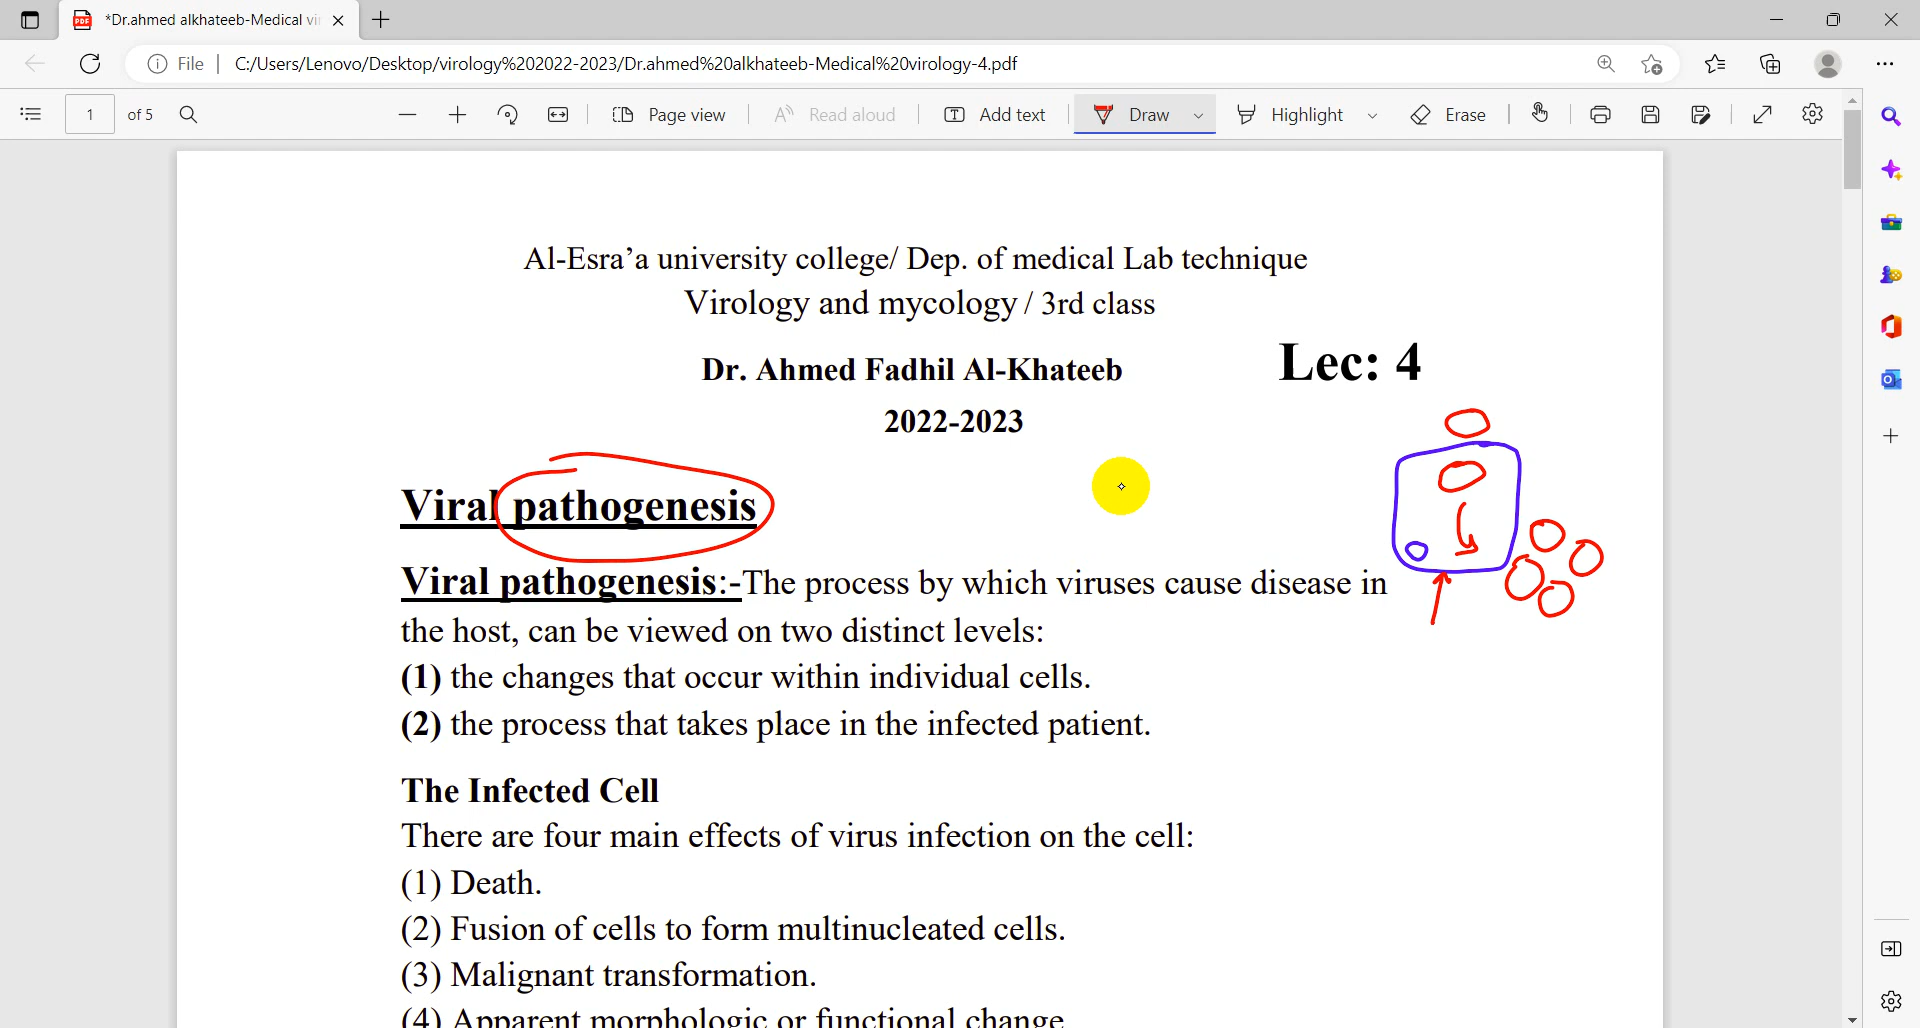 *Dr.ahmed alkhateeb-Medical vi
File
C:/Users/Lenovo/Desktop/virology%202022-2023/Dr.ahmed%20alkhateeb-Medical%20virology-4.pdf
1 of 5
Page view
Read aloud
Add text
Draw
Highlight
Erase
Al-Esra’a university college/ Dep. of medical Lab technique
Virology and mycology / 3rd class
Dr. Ahmed Fadhil Al-Khateeb
Lec: 4
2022-2023
Viral pathogenesis
Viral pathogenesis:-The process by which viruses cause disease in
the host, can be viewed on two distinct levels:
(1) the changes that occur within individual cells.
(2) the process that takes place in the infected patient.
The Infected Cell
There are four main effects of virus infection on the cell:
(1) Death.
(2) Fusion of cells to form multinucleated cells.
(3) Malignant transformation.
(4) Apparent morphologic or functional change